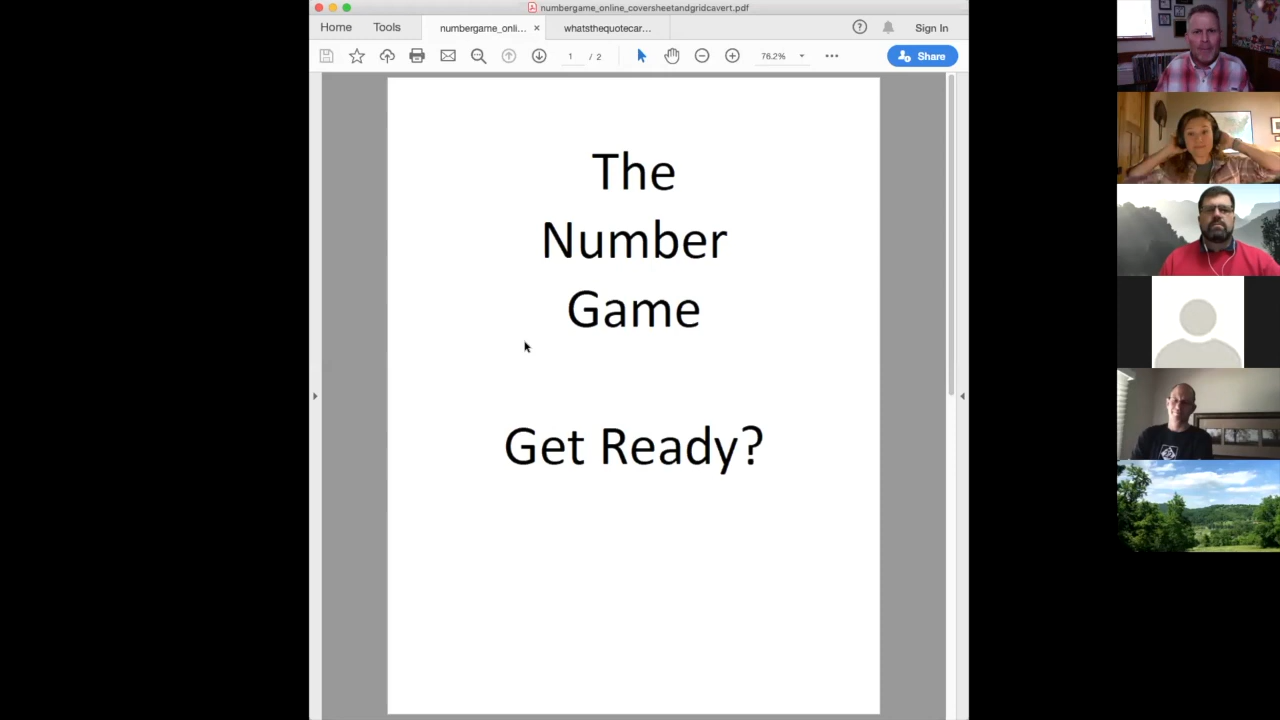 numbergame_online_coversheetandgridcavert.pdf
Home Tools numbergame_onli... × whatsthequotecar... Sign In
1 / 2 76.2% Share
The
Number
Game
Get Ready?